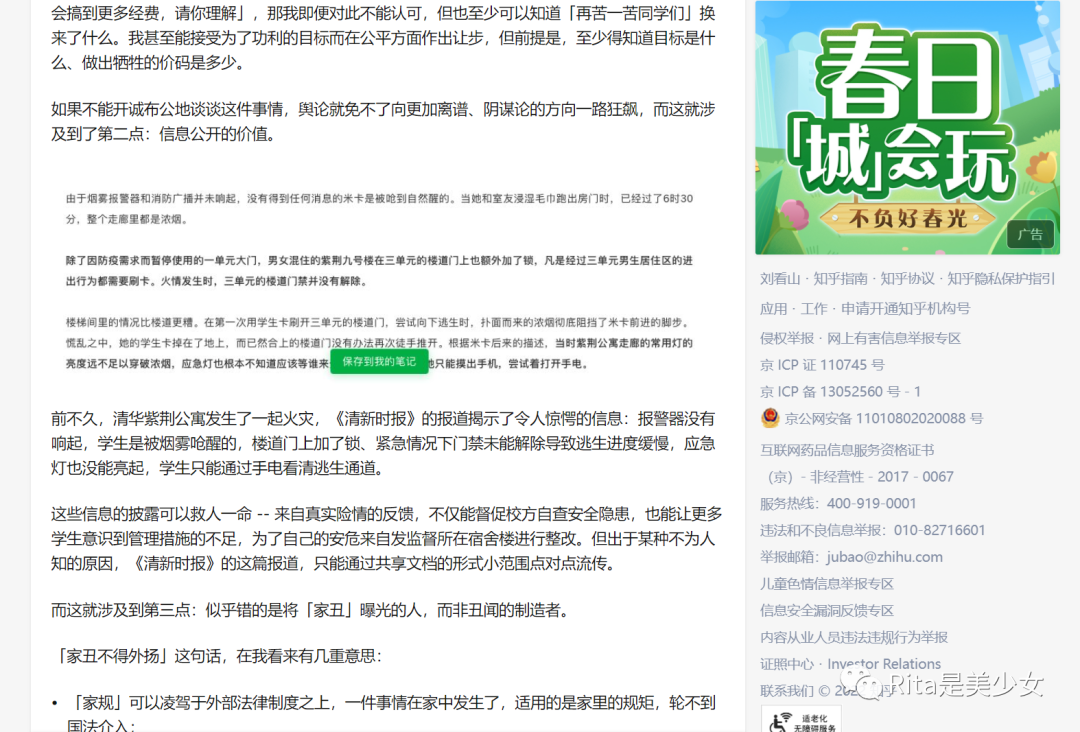 会搞到更多经费，请你理解」，那我即便对此不能认可，但也至少可以知道「再苦一苦同学们」换
来了什么。我甚至能接受为了功利的目标而在公平方面作出让步，但前提是，至少得知道目标是什
么、做出牺牲的价码是多少。
如果不能开诚布公地谈谈这件事情，舆论就免不了向更加离谱、阴谋论的方向一路狂飙，而这就涉
及到了第二点：信息公开的价值。
由于烟雾报警器和消防广播并未响起，没有得到任何消息的米卡是被呛到自然醒的。当她和室友浸湿毛巾跑出房门时，已经过了6时30
分，整个走廊里都是浓烟。
除了因防疫需求而暂停使用的一单元大门，男女混住的紫荆九号楼在三单元的楼道门上也额外加了锁，凡是经过三单元男生居住区的进
出行为都需要刷卡。火情发生时，三单元的楼道门禁并没有解除。
楼梯间里的情况比楼道更糟。在第一次用学生卡刷开三单元的楼道门，尝试向下逃生时，扑面而来的浓烟彻底阻挡了米卡前进的脚步。
慌乱之中，她的学生卡掉在了地上，而已然合上的楼道门没有办法再次徒手推开。根据米卡后来的描述，当时紫荆公寓走廊的常用灯的
亮度远不足以穿破浓烟，应急灯也根本不知道应该等谁来
保存到我的笔记
只能摸出手机，尝试着打开手电。
前不久，清华紫荆公寓发生了一起火灾，《清新时报》的报道揭示了令人惊愕的信息：报警器没有
响起，学生是被烟雾呛醒的，楼道门上加了锁、紧急情况下门禁未能解除导致逃生进度缓慢，应急
灯也没能亮起，学生只能通过手电看清逃生通道。
这些信息的披露可以救人一命 -- 来自真实险情的反馈，不仅能督促校方自查安全隐患，也能让更多
学生意识到管理措施的不足，为了自己的安危来自发监督所在宿舍楼进行整改。但出于某种不为人
知的原因，《清新时报》的这篇报道，只能通过共享文档的形式小范围点对点流传。
而这就涉及到第三点：似乎错的是将「家丑」曝光的人，而非丑闻的制造者。
「家丑不得外扬」这句话，在我看来有几重意思：
• 「家规」可以凌驾于外部法律制度之上，一件事情在家中发生了，适用的是家里的规矩，轮不到
国法介入；
春日
「城」会玩
不负好春光
广告
刘看山 · 知乎指南 · 知乎协议 · 知乎隐私保护指引
应用 · 工作 · 申请开通知乎机构号
侵权举报 · 网上有害信息举报专区
京 ICP 证 110745 号
京 ICP 备 13052560 号 - 1
京公网安备 11010802020088 号
互联网药品信息服务资格证书
（京）- 非经营性 - 2017 - 0067
服务热线：400-919-0001
违法和不良信息举报：010-82716601
举报邮箱：jubao@zhihu.com
儿童色情信息举报专区
信息安全漏洞反馈专区
内容从业人员违法违规行为举报
证照中心 · Investor Relations
联系我们 © 20
Rita是美少女
适老化
无障碍服务